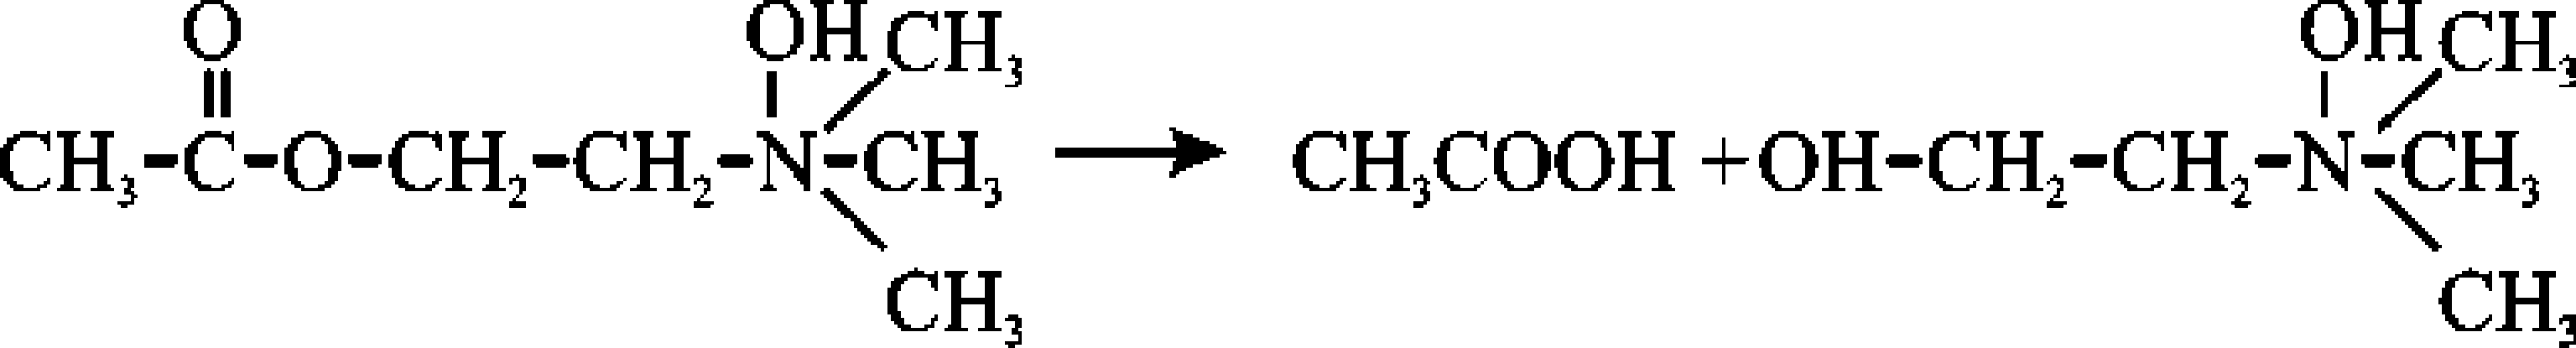 O OH CH₃ OH CH₃
CH₃-C-O-CH₂-CH₂-N-CH₃ → CH₃COOH + OH-CH₂-CH₂-N-CH₃
CH₃ CH₃